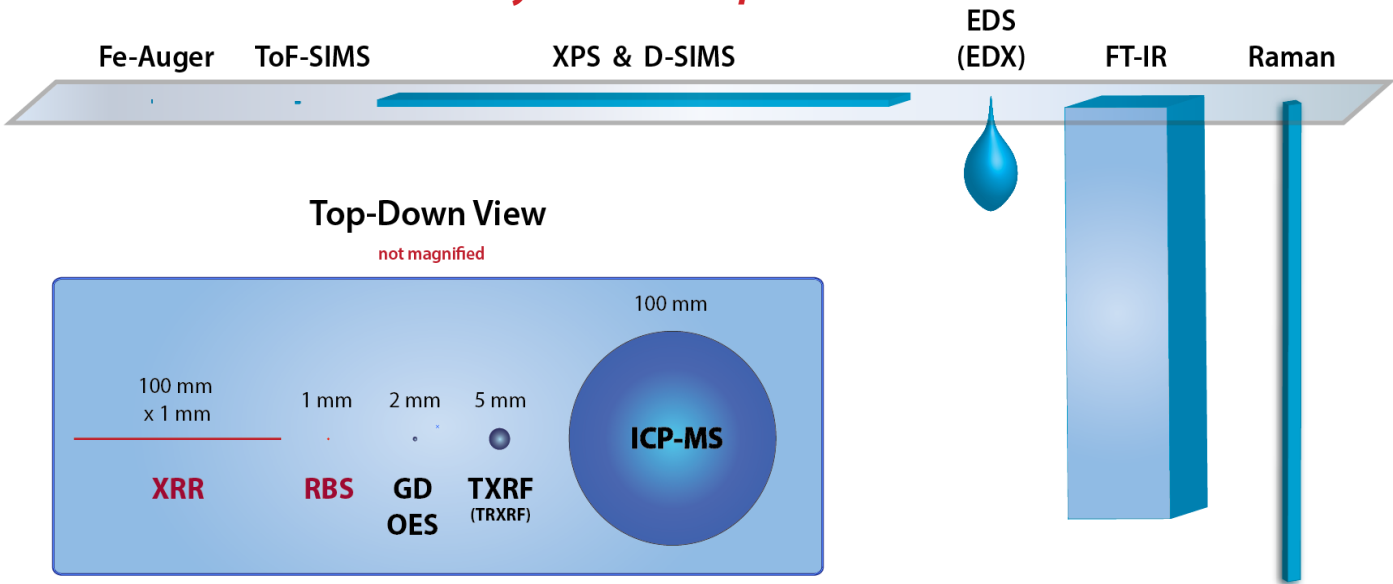 EDS
Fe-Auger ToF-SIMS XPS & D-SIMS (EDX) FT-IR Raman
Top-Down View
not magnified
100 mm
100 mm
x 1 mm
1 mm 2 mm 5 mm
ICP-MS
XRR RBS GD TXRF
OES (TRXRF)